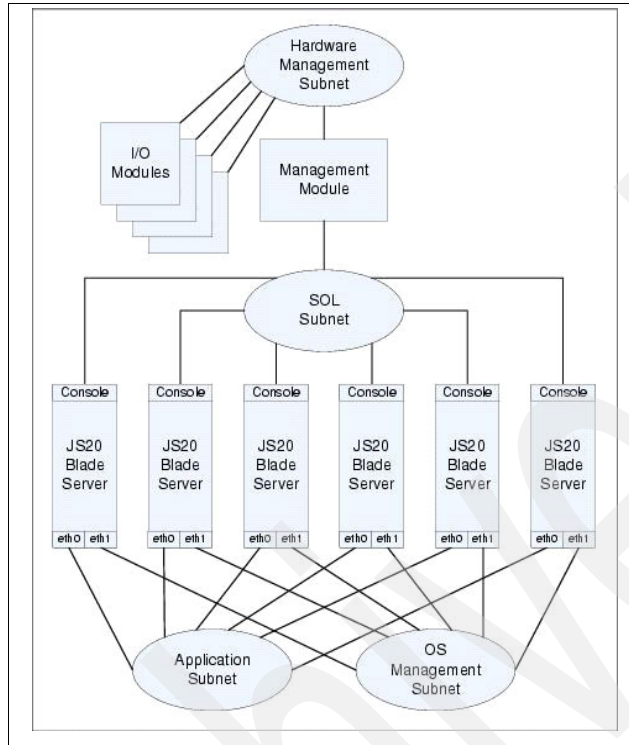 Hardware
Management
Subnet
I/O
Modules
Management
Module
SOL
Subnet
Console Console Console Console Console Console
JS20 JS20 JS20 JS20 JS20 JS20
Blade Blade Blade Blade Blade Blade
Server Server Server Server Server Server
eth0 eth1 eth0 eth1 eth0 eth1 eth0 eth1 eth0 eth1 eth0 eth1
Application
Subnet
OS
Management
Subnet